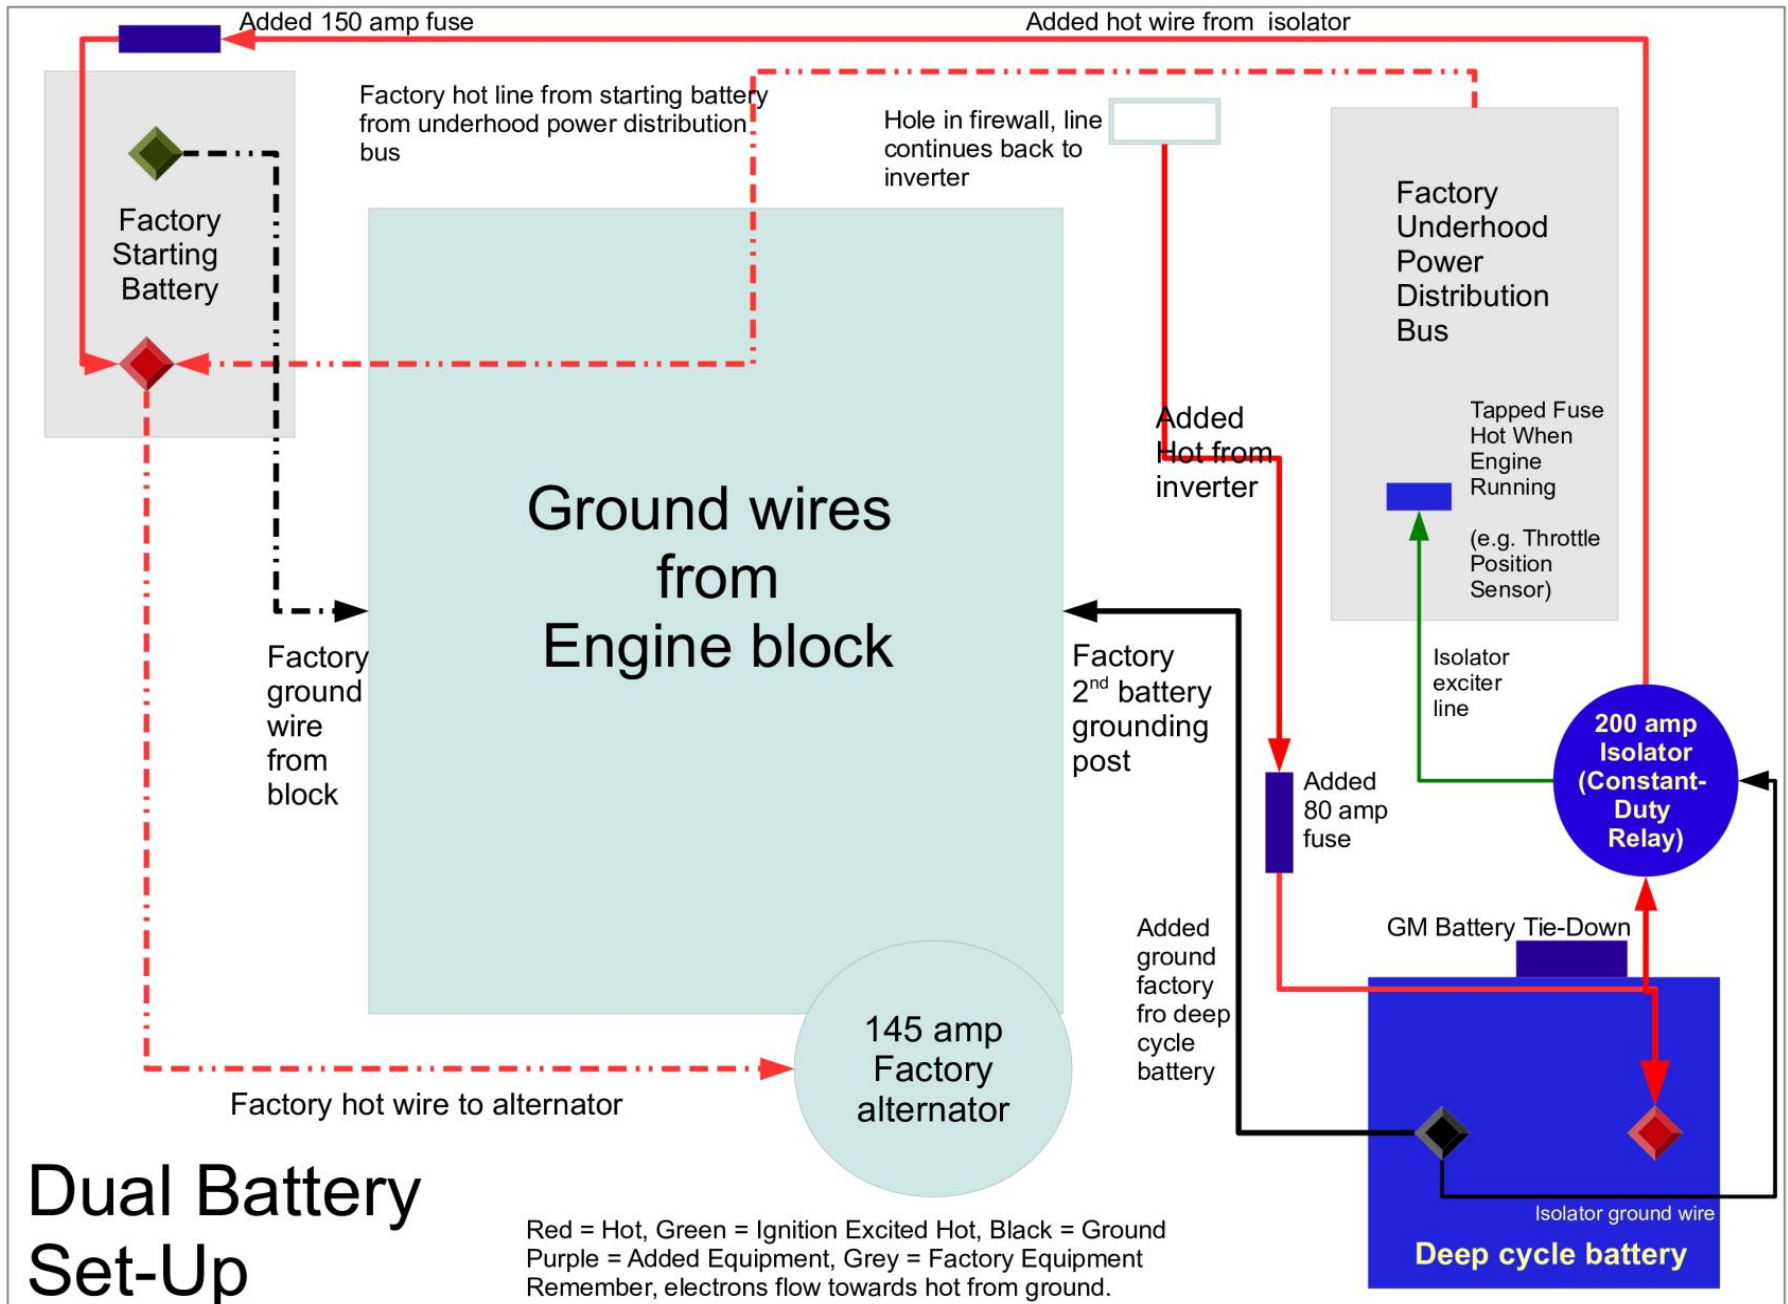 Added 150 amp fuse
Added hot wire from  isolator
Factory hot line from starting battery
from underhood power distribution
bus
Hole in firewall, line
continues back to
inverter
Factory
Starting
Battery
Factory
Underhood
Power
Distribution
Bus
Tapped Fuse
Hot When
Engine
Running
(e.g. Throttle
Position
Sensor)
Added
Hot from
inverter
Ground wires
from
Engine block
Factory
ground
wire
from
block
Factory
2nd battery
grounding
post
Isolator
exciter
line
200 amp
Isolator
(Constant-
Duty
Relay)
Added
80 amp
fuse
GM Battery Tie-Down
Added
ground
factory
fro deep
cycle
battery
145 amp
Factory
alternator
Factory hot wire to alternator
Isolator ground wire
Deep cycle battery
Dual Battery
Set-Up
Red = Hot, Green = Ignition Excited Hot, Black = Ground
Purple = Added Equipment, Grey = Factory Equipment
Remember, electrons flow towards hot from ground.